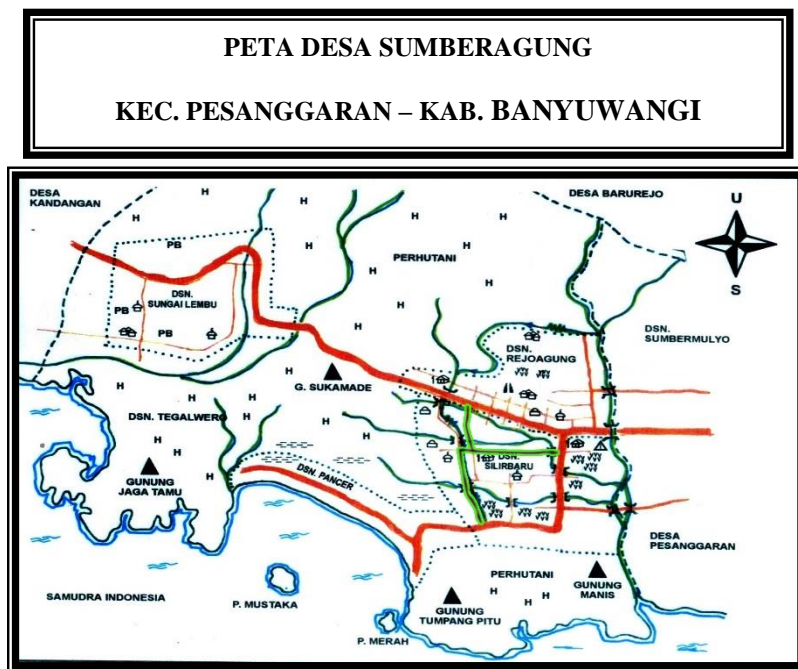 PETA DESA SUMBERAGUNG
KEC. PESANGGARAN – KAB. BANYUWANGI
DESA
KANDANGAN
H
H
H
DESA BARUREJO
U
S
PB
H
H
H
H
PERHUTANI
DSN.
SUNGAI LEMBU
PB
PB
H
H
H
H
DSN.
SUMBERMULYO
DSN.
REJOAGUNG
G. SUKAMADE
H
H
DSN. TEGALWERO
H
H
H
H
GUNUNG
JAGA TAMU
DSN. PANCER
DSN.
SILIRBARU
DESA
PESANGGARAN
PERHUTANI
H
H
H
H
GUNUNG
MANIS
GUNUNG
TUMPANG PITU
SAMUDRA INDONESIA
P. MUSTAKA
P. MERAH